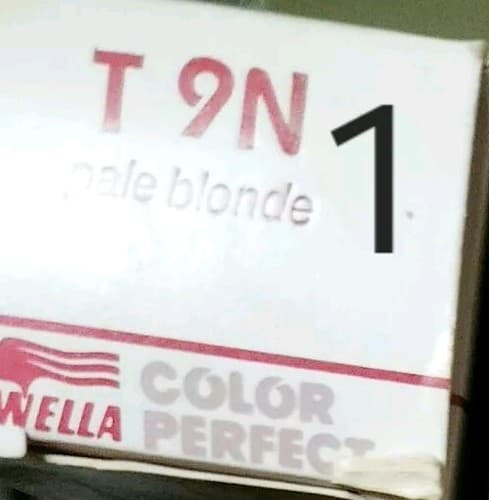 T 9N
pale blonde
1
WELLA
COLOR
PERFECT